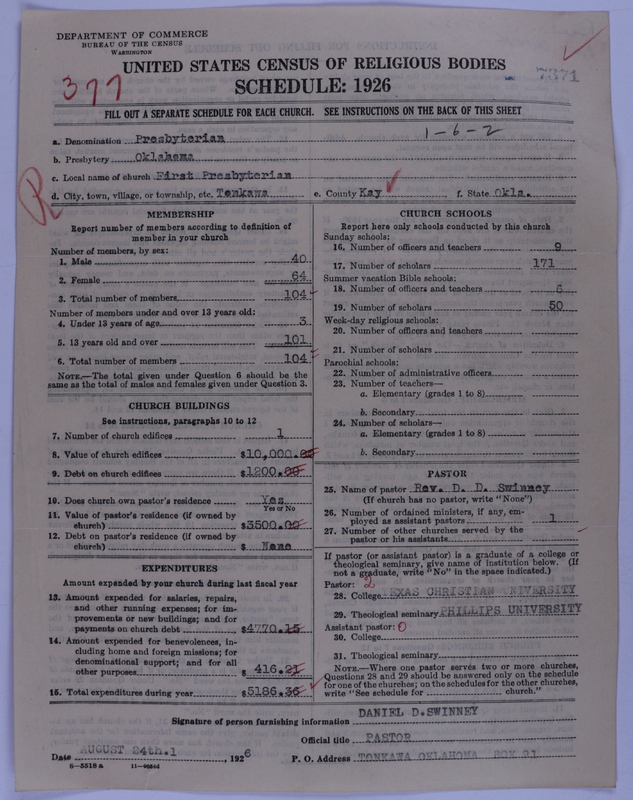 DEPARTMENT OF COMMERCE
BUREAU OF THE CENSUS
WASHINGTON
UNITED STATES CENSUS OF RELIGIOUS BODIES
SCHEDULE: 1926
377
7371
FILL OUT A SEPARATE SCHEDULE FOR EACH CHURCH. SEE INSTRUCTIONS ON THE BACK OF THIS SHEET
1-6-2
a. Denomination Presbyterian
b. Presbytery Oklahoma
c. Local name of church First Presbyterian
R
d. City, town, village, or township, etc. Tonkawa e. County Kay f. State Okla.
MEMBERSHIP
Report number of members according to definition of
member in your church
Number of members, by sex:
1. Male 40
2. Female 64
3. Total number of members 104
Number of members under and over 13 years old:
4. Under 13 years of age 3
5. 13 years old and over 101
6. Total number of members 104
NOTE.—The total given under Question 6 should be the
same as the total of males and females given under Question 3.
CHURCH BUILDINGS
See instructions, paragraphs 10 to 12
7. Number of church edifices 1
8. Value of church edifices $10,000.00
9. Debt on church edifices $1200.00
10. Does church own pastor's residence Yes
Yes or No
11. Value of pastor's residence (if owned by
church) $3500.00
12. Debt on pastor's residence (if owned by
church) $ None
EXPENDITURES
Amount expended by your church during last fiscal year
13. Amount expended for salaries, repairs,
and other running expenses; for im-
provements or new buildings; and for
payments on church debt $4770.15
14. Amount expended for benevolences, in-
cluding home and foreign missions; for
denominational support; and for all
other purposes $ 416.21
15. Total expenditures during year $5186.36
CHURCH SCHOOLS
Report here only schools conducted by this church
Sunday schools:
16. Number of officers and teachers 9
17. Number of scholars 171
Summer vacation Bible schools:
18. Number of officers and teachers 6
19. Number of scholars 50
Week-day religious schools:
20. Number of officers and teachers
21. Number of scholars
Parochial schools:
22. Number of administrative officers
23. Number of teachers—
a. Elementary (grades 1 to 8)
b. Secondary
24. Number of scholars—
a. Elementary (grades 1 to 8)
b. Secondary
PASTOR
25. Name of pastor Rev. D. D. Swinney
(If church has no pastor, write "None")
26. Number of ordained ministers, if any, em-
ployed as assistant pastors 1
27. Number of other churches served by the
pastor or his assistants
If pastor (or assistant pastor) is a graduate of a college or
theological seminary, give name of institution below. (If
not a graduate, write "No" in the space indicated.)
Pastor: 2
28. College TEXAS CHRISTIAN UNIVERSITY
29. Theological seminary PHILLIPS UNIVERSITY
Assistant pastor: 0
30. College
31. Theological seminary
NOTE.—Where one pastor serves two or more churches,
Questions 28 and 29 should be answered only on the schedule
for one of the churches; on the schedules for the other churches,
write "See schedule for church."
Signature of person furnishing information DANIEL D.SWINNEY
Official title PASTOR
Date AUGUST 24th.1, 1926 P. O. Address TONKAWA OKLAHOMA BOX 21
8-5518 a